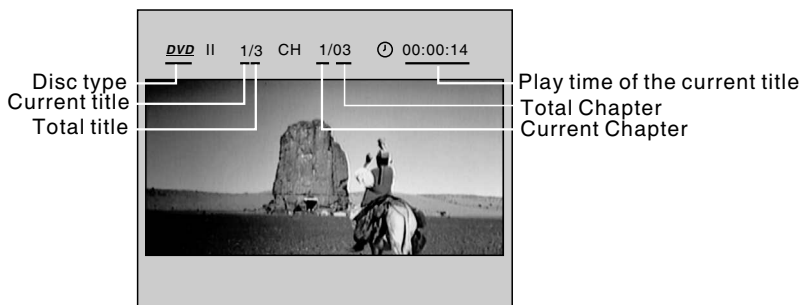 DVD II 1/3 CH 1/03 00:00:14
Disc type
Current title
Total title
Play time of the current title
Total Chapter
Current Chapter